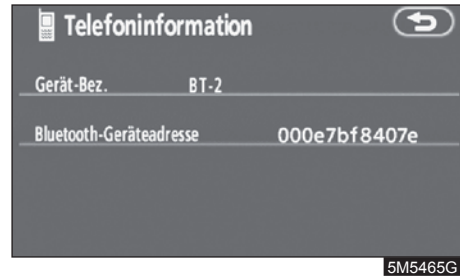 Telefoninformation
Gerät-Bez. BT-2
Bluetooth-Geräteadresse 000e7bf8407e
5M5465G